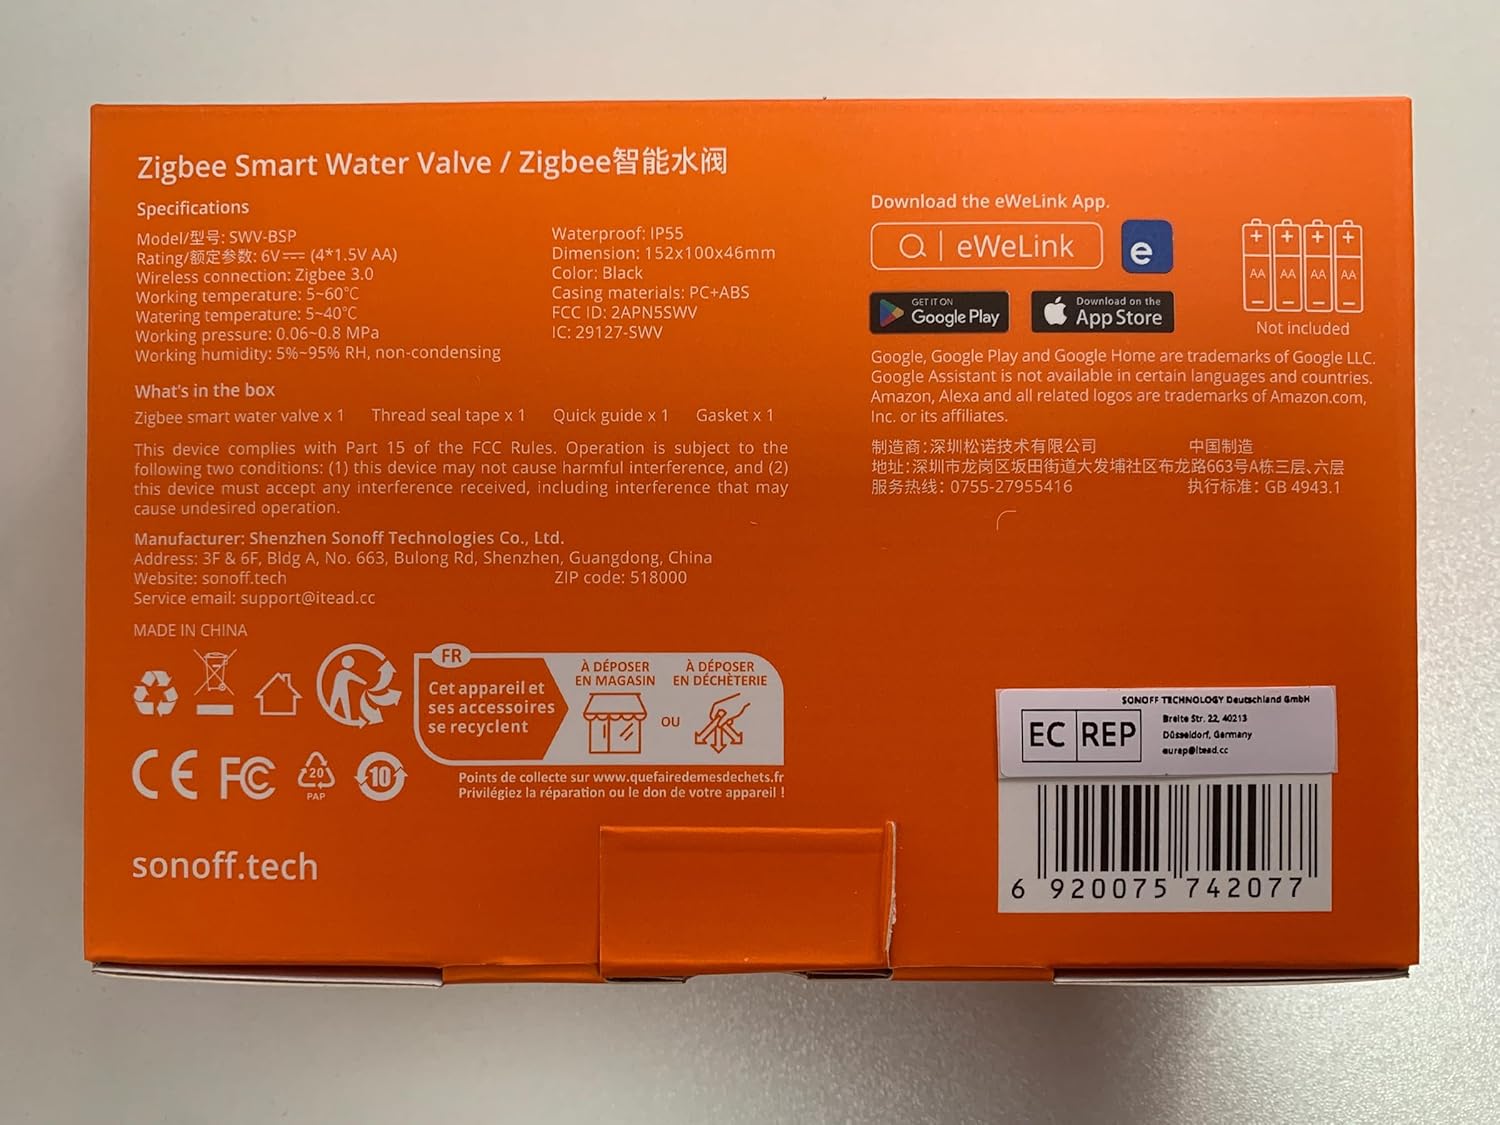 Zigbee Smart Water Valve / Zigbee智能水阀
Specifications
Model/型号: SWV-BSP
Rating/额定参数: 6V⎓ (4*1.5V AA)
Wireless connection: Zigbee 3.0
Working temperature: 5~60℃
Watering temperature: 5~40℃
Working pressure: 0.06~0.8 MPa
Working humidity: 5%~95% RH, non-condensing
Waterproof: IP55
Dimension: 152x100x46mm
Color: Black
Casing materials: PC+ABS
FCC ID: 2APN5SWV
IC: 29127-SWV
What's in the box
Zigbee smart water valve x 1 Thread seal tape x 1 Quick guide x 1 Gasket x 1
This device complies with Part 15 of the FCC Rules. Operation is subject to the
following two conditions: (1) this device may not cause harmful interference, and (2)
this device must accept any interference received, including interference that may
cause undesired operation.
Manufacturer: Shenzhen Sonoff Technologies Co., Ltd.
Address: 3F & 6F, Bldg A, No. 663, Bulong Rd, Shenzhen, Guangdong, China
Website: sonoff.tech ZIP code: 518000
Service email: support@itead.cc
MADE IN CHINA
FR
Cet appareil et
ses accessoires
se recyclent
À DÉPOSER
EN MAGASIN
OU
À DÉPOSER
EN DÉCHÈTERIE
Points de collecte sur www.quefairedemesdechets.fr
Privilégiez la réparation ou le don de votre appareil !
CE FC
20
PAP
10
sonoff.tech
Download the eWeLink App.
eWeLink
e
GET IT ON
Google Play
Download on the
App Store
AA AA AA AA
Not included
Google, Google Play and Google Home are trademarks of Google LLC.
Google Assistant is not available in certain languages and countries.
Amazon, Alexa and all related logos are trademarks of Amazon.com,
Inc. or its affiliates.
制造商：深圳松诺技术有限公司 中国制造
地址：深圳市龙岗区坂田街道大发埔社区布龙路663号A栋三层、六层
服务热线：0755-27955416 执行标准：GB 4943.1
EC REP
SONOFF TECHNOLOGY Deutschland GmbH
Breite Str. 22, 40213
Düsseldorf, Germany
eurep@itead.cc
6 920075 742077